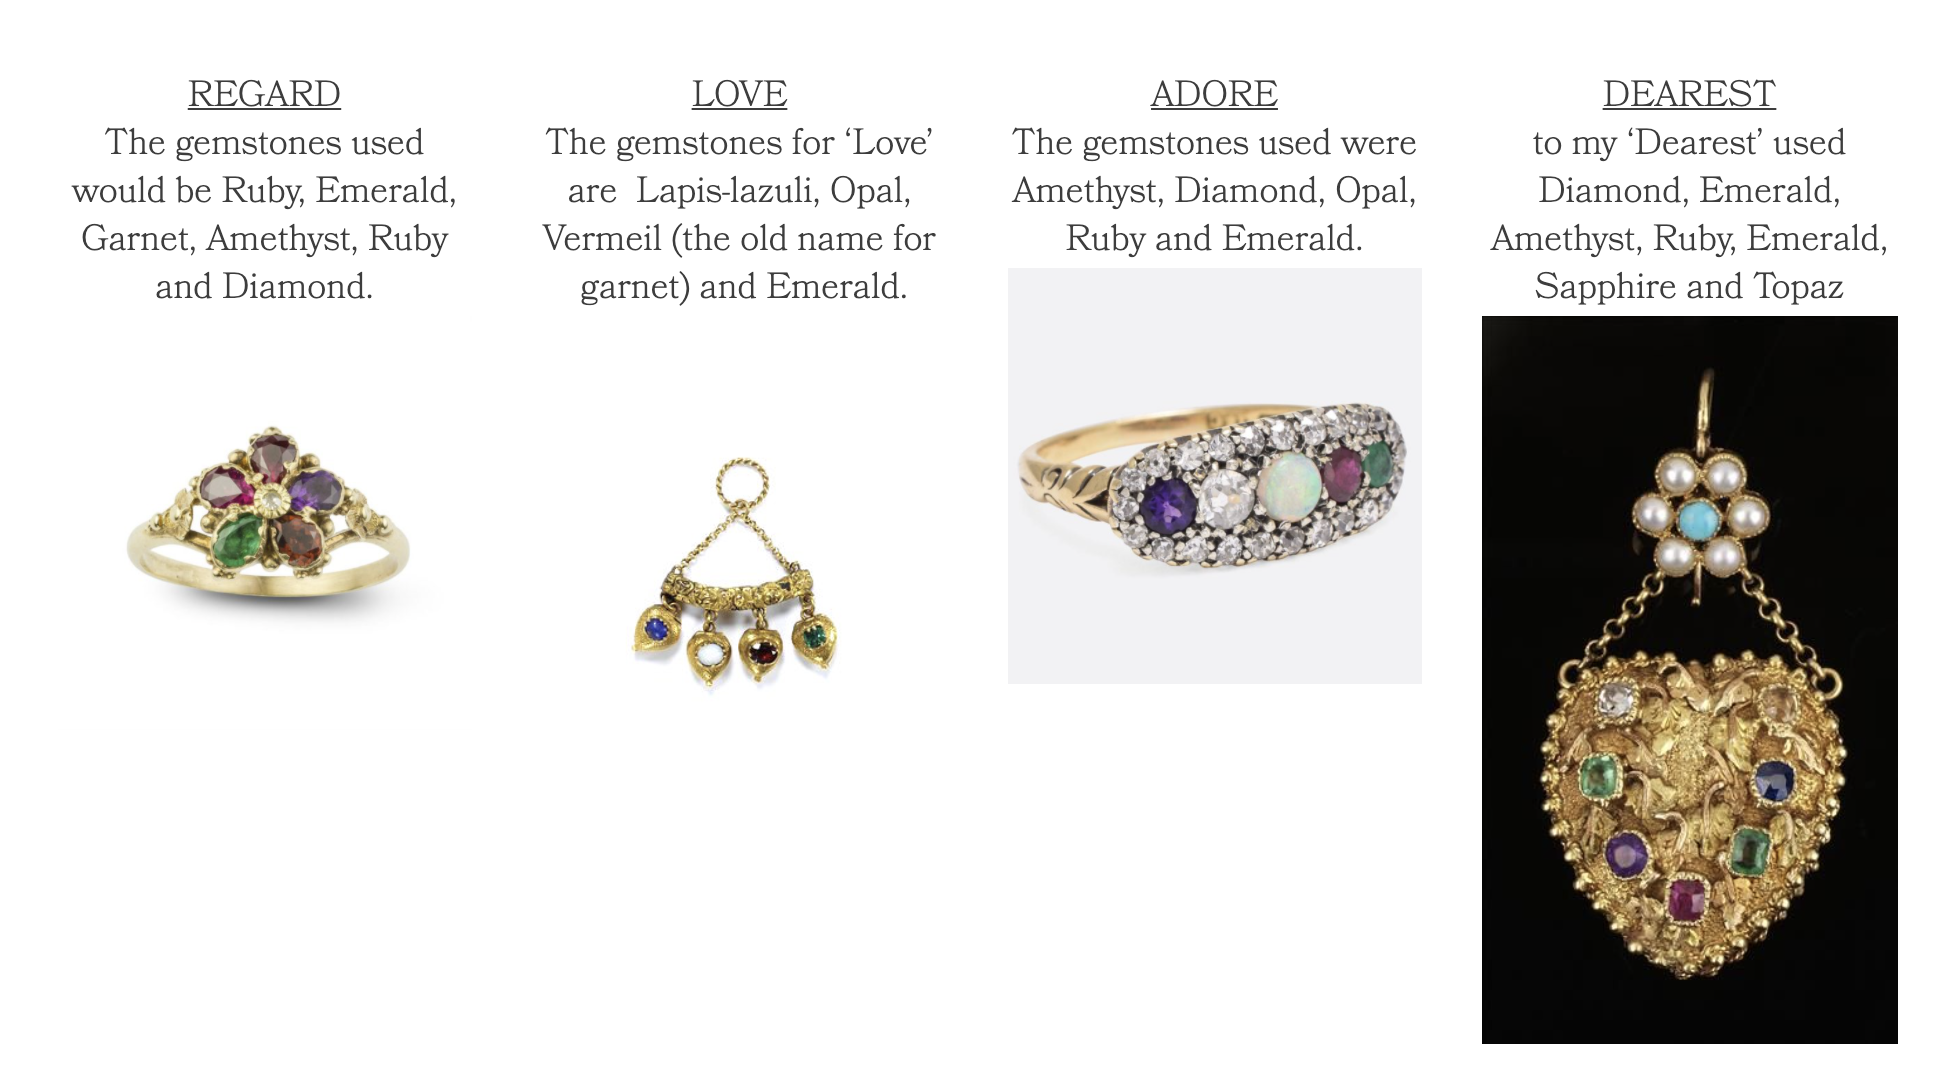 REGARD
The gemstones used
would be Ruby, Emerald,
Garnet, Amethyst, Ruby
and Diamond.
LOVE
The gemstones for ‘Love’
are  Lapis-lazuli, Opal,
Vermeil (the old name for
garnet) and Emerald.
ADORE
The gemstones used were
Amethyst, Diamond, Opal,
Ruby and Emerald.
DEAREST
to my ‘Dearest’ used
Diamond, Emerald,
Amethyst, Ruby, Emerald,
Sapphire and Topaz